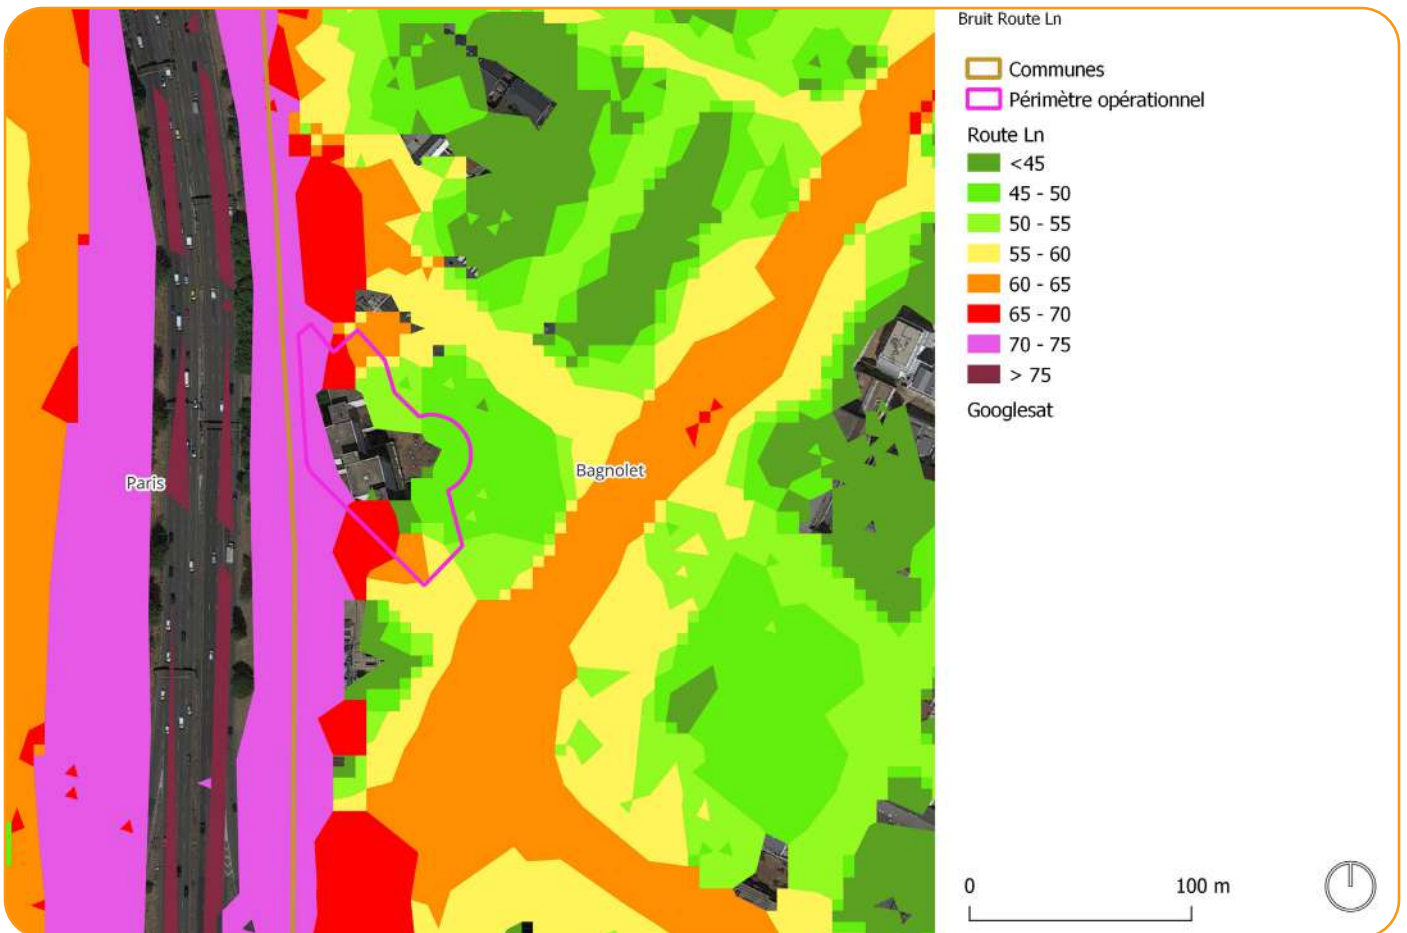 Bruit Route Ln
Communes
Périmètre opérationnel
Route Ln
<45
45 - 50
50 - 55
55 - 60
60 - 65
65 - 70
70 - 75
> 75
Googlesat
Paris
Bagnolet
0 100 m